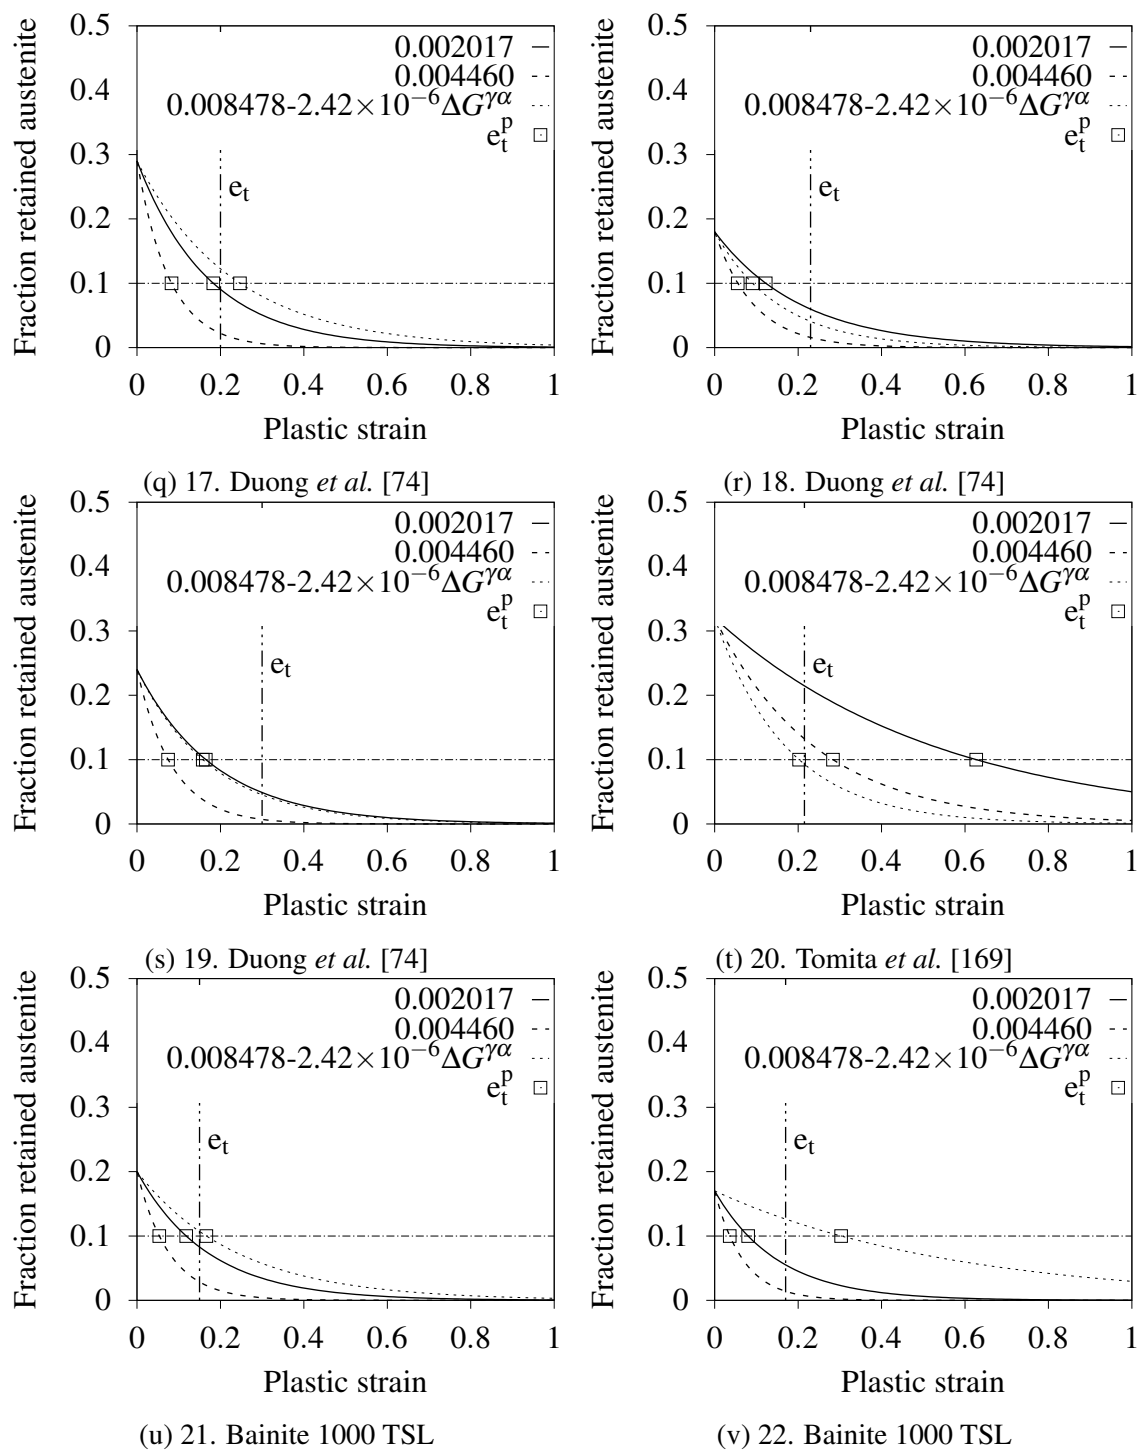 Fraction retained austenite
0.5
0.4
0.3
0.2
0.1
0
0.002017
0.004460
0.008478-2.42×10⁻⁶ΔG^γα
e_t^p
e_t
0 0.2 0.4 0.6 0.8 1
Plastic strain
(q) 17. Duong et al. [74]
Fraction retained austenite
0.5
0.4
0.3
0.2
0.1
0
0.002017
0.004460
0.008478-2.42×10⁻⁶ΔG^γα
e_t^p
e_t
0 0.2 0.4 0.6 0.8 1
Plastic strain
(r) 18. Duong et al. [74]
Fraction retained austenite
0.5
0.4
0.3
0.2
0.1
0
0.002017
0.004460
0.008478-2.42×10⁻⁶ΔG^γα
e_t^p
e_t
0 0.2 0.4 0.6 0.8 1
Plastic strain
(s) 19. Duong et al. [74]
Fraction retained austenite
0.5
0.4
0.3
0.2
0.1
0
0.002017
0.004460
0.008478-2.42×10⁻⁶ΔG^γα
e_t^p
e_t
0 0.2 0.4 0.6 0.8 1
Plastic strain
(t) 20. Tomita et al. [169]
Fraction retained austenite
0.5
0.4
0.3
0.2
0.1
0
0.002017
0.004460
0.008478-2.42×10⁻⁶ΔG^γα
e_t^p
e_t
0 0.2 0.4 0.6 0.8 1
Plastic strain
(u) 21. Bainite 1000 TSL
Fraction retained austenite
0.5
0.4
0.3
0.2
0.1
0
0.002017
0.004460
0.008478-2.42×10⁻⁶ΔG^γα
e_t^p
e_t
0 0.2 0.4 0.6 0.8 1
Plastic strain
(v) 22. Bainite 1000 TSL